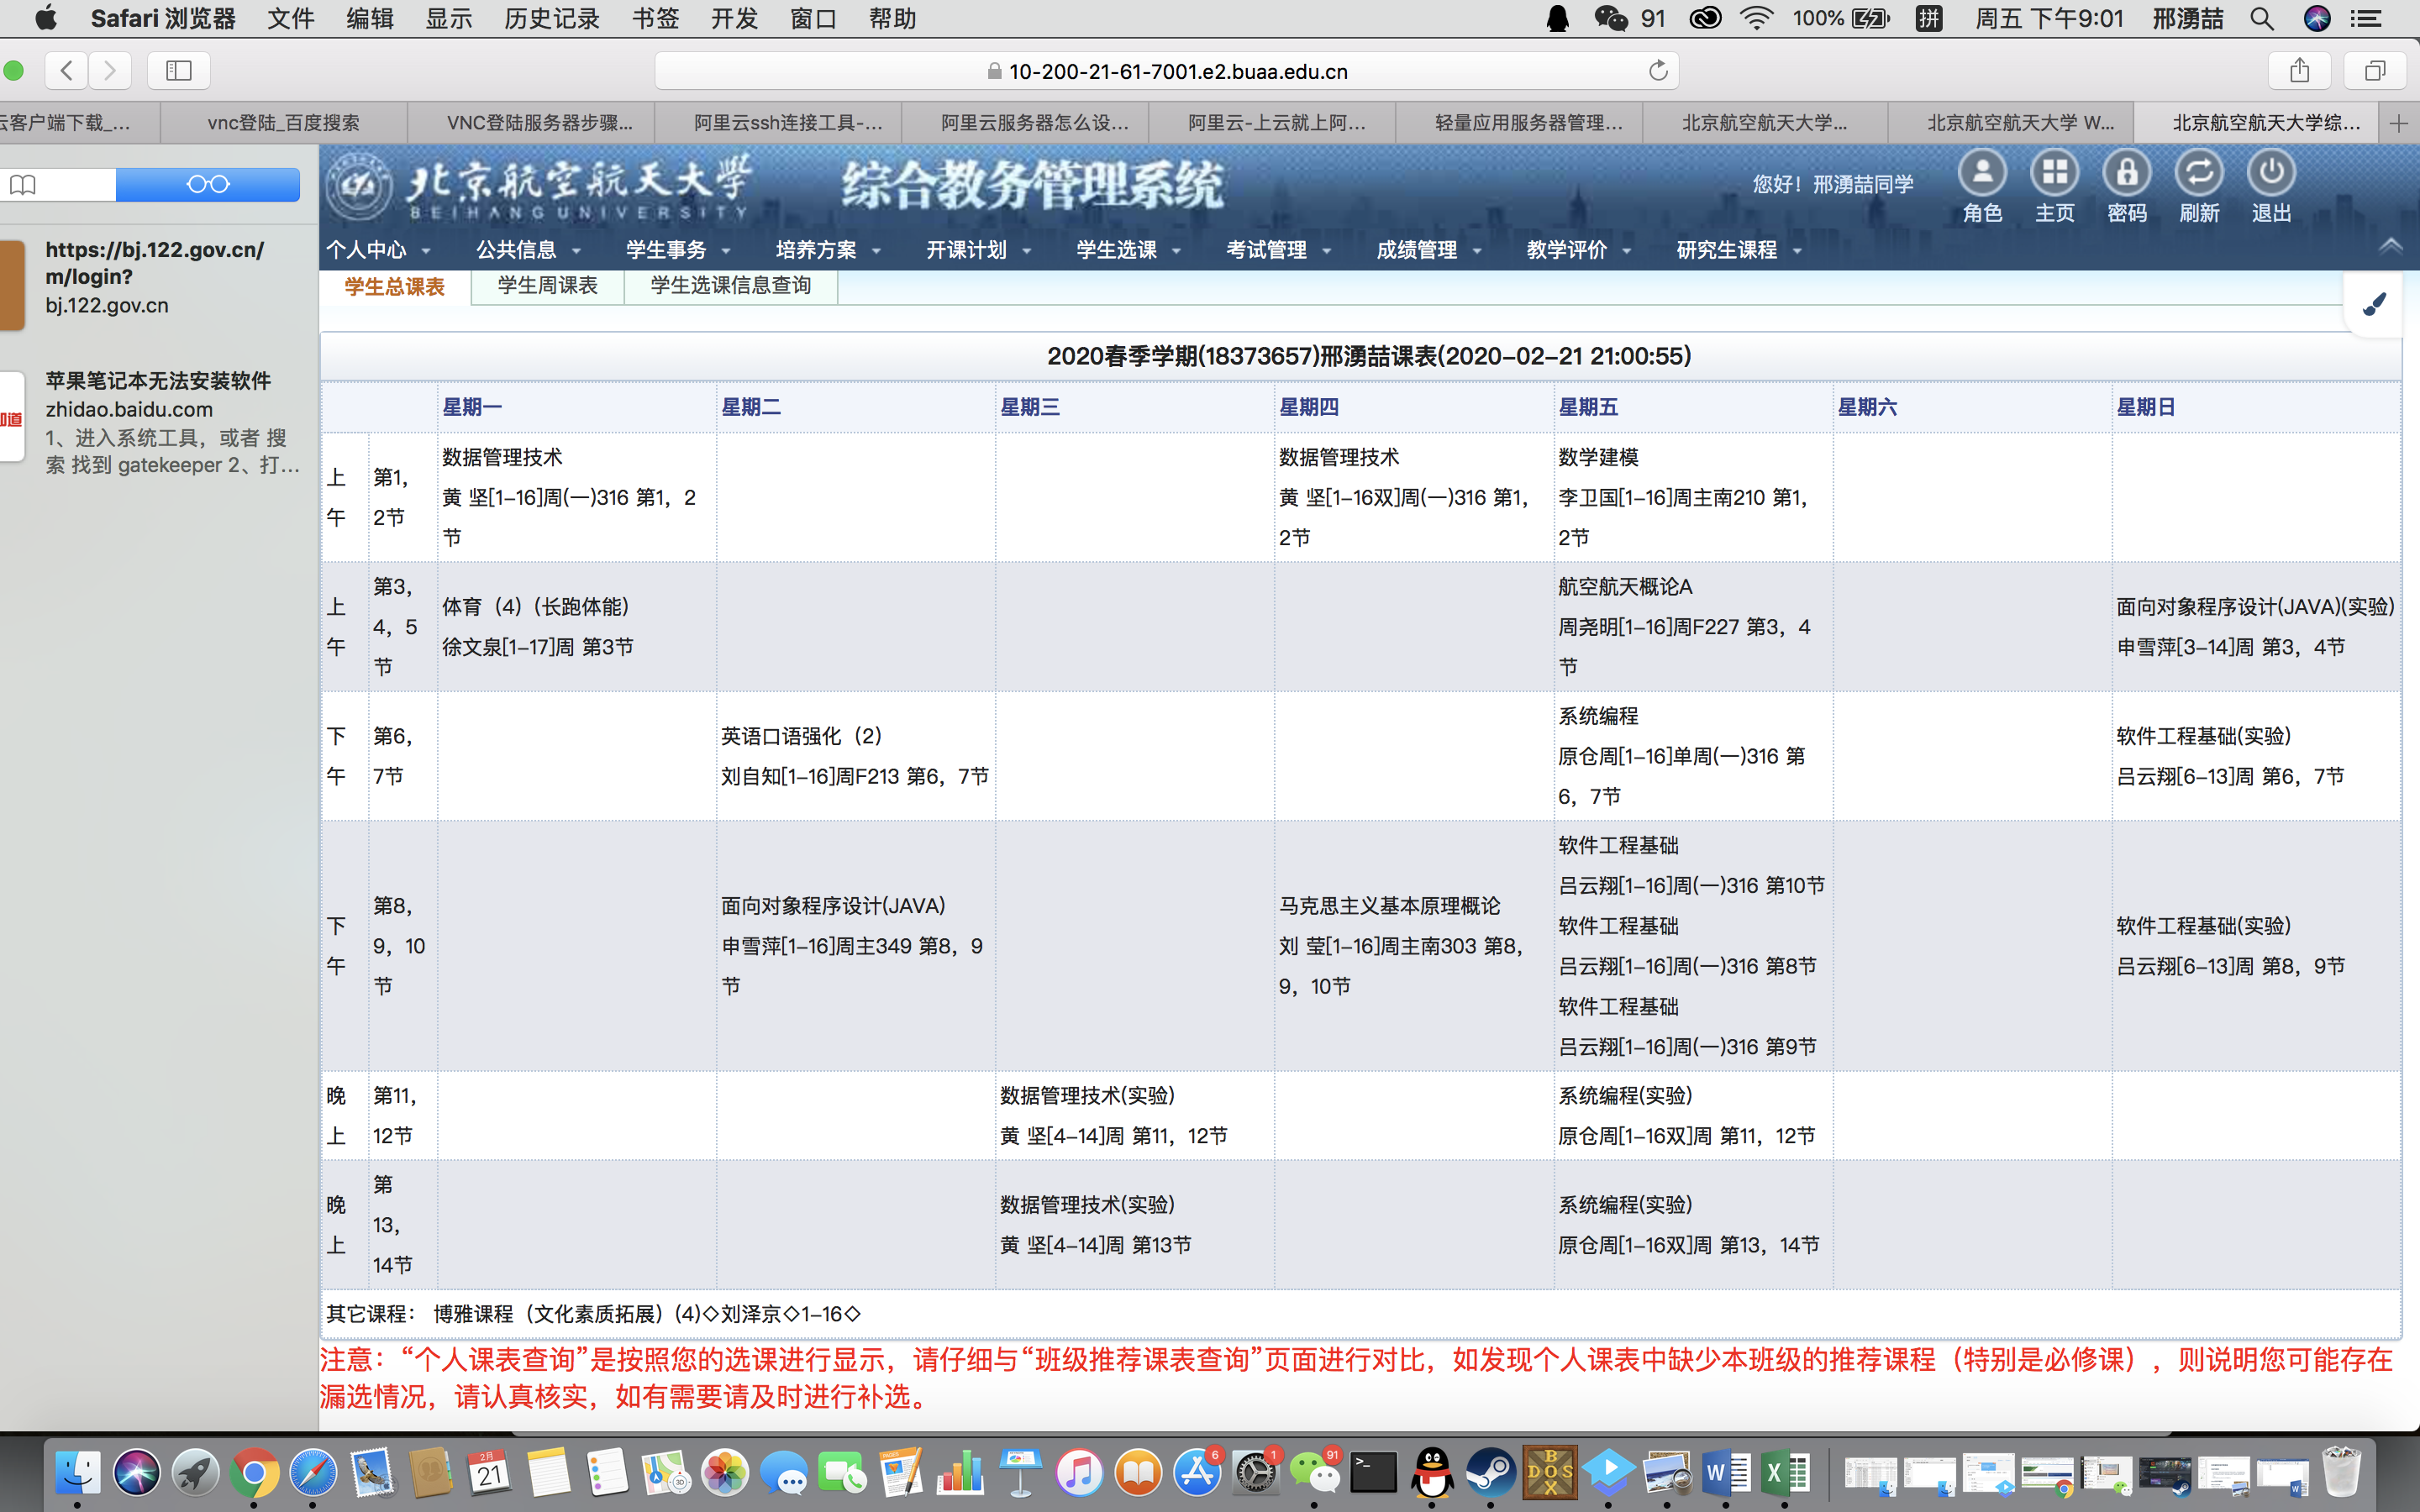 Safari 浏览器 文件 编辑 显示 历史记录 书签 开发 窗口 帮助 91 100% 拼 周五 下午9:01 邢湧喆
10-200-21-61-7001.e2.buaa.edu.cn
云客户端下载_... vnc登陆_百度搜索 VNC登陆服务器步骤... 阿里云ssh连接工具-... 阿里云服务器怎么设... 阿里云-上云就上阿... 轻量应用服务器管理... 北京航空航天大学... 北京航空航天大学 W... 北京航空航天大学综...
https://bj.122.gov.cn/
m/login?
bj.122.gov.cn
知道
苹果笔记本无法安装软件
zhidao.baidu.com
1、进入系统工具，或者 搜
索 找到 gatekeeper 2、打...
北京航空航天大学 综合教务管理系统
BEIHANG UNIVERSITY
您好！邢湧喆同学 角色 主页 密码 刷新 退出
个人中心 公共信息 学生事务 培养方案 开课计划 学生选课 考试管理 成绩管理 教学评价 研究生课程
学生总课表 学生周课表 学生选课信息查询
2020春季学期(18373657)邢湧喆课表(2020-02-21 21:00:55)
星期一 星期二 星期三 星期四 星期五 星期六 星期日
上
午
第1，
2节
数据管理技术
黄 坚[1-16]周(一)316 第1，2
节
数据管理技术
黄 坚[1-16双]周(一)316 第1，
2节
数学建模
李卫国[1-16]周主南210 第1，
2节
上
午
第3，
4，5
节
体育（4）(长跑体能)
徐文泉[1-17]周 第3节
航空航天概论A
周尧明[1-16]周F227 第3，4
节
面向对象程序设计(JAVA)(实验)
申雪萍[3-14]周 第3，4节
下
午
第6，
7节
英语口语强化（2）
刘自知[1-16]周F213 第6，7节
系统编程
原仓周[1-16]单周(一)316 第
6，7节
软件工程基础(实验)
吕云翔[6-13]周 第6，7节
下
午
第8，
9，10
节
面向对象程序设计(JAVA)
申雪萍[1-16]周主349 第8，9
节
马克思主义基本原理概论
刘 莹[1-16]周主南303 第8，
9，10节
软件工程基础
吕云翔[1-16]周(一)316 第10节
软件工程基础
吕云翔[1-16]周(一)316 第8节
软件工程基础
吕云翔[1-16]周(一)316 第9节
软件工程基础(实验)
吕云翔[6-13]周 第8，9节
晚
上
第11，
12节
数据管理技术(实验)
黄 坚[4-14]周 第11，12节
系统编程(实验)
原仓周[1-16双]周 第11，12节
晚
上
第
13，
14节
数据管理技术(实验)
黄 坚[4-14]周 第13节
系统编程(实验)
原仓周[1-16双]周 第13，14节
其它课程： 博雅课程（文化素质拓展）(4)◇刘泽京◇1-16◇
注意：“个人课表查询”是按照您的选课进行显示，请仔细与“班级推荐课表查询”页面进行对比，如发现个人课表中缺少本班级的推荐课程（特别是必修课），则说明您可能存在
漏选情况，请认真核实，如有需要请及时进行补选。
2月
21
6
1
91
BOX
DOS
W
X